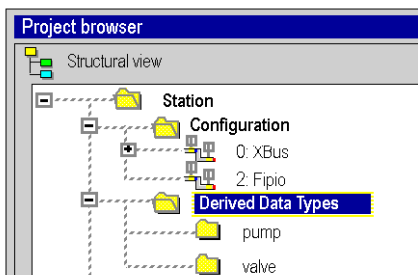 Project browser
Structural view
Station
Configuration
0: XBus
2: Fipio
Derived Data Types
pump
valve